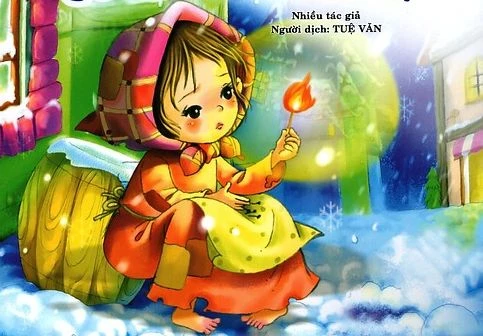 Nhiều tác giả
Người dịch: TUỆ VĂN